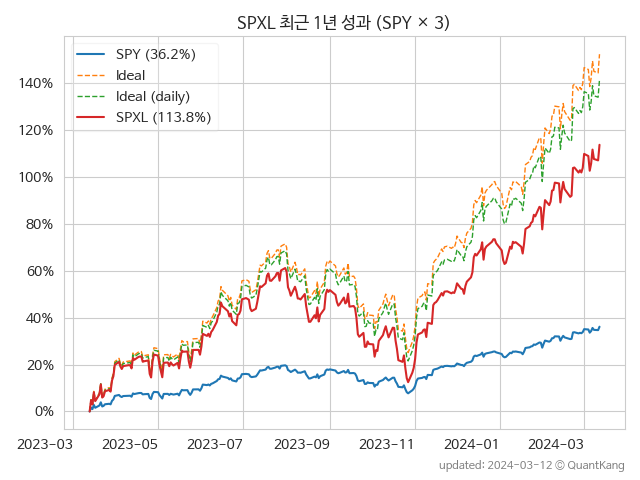 SPXL 최근 1년 성과 (SPY × 3)
SPY (36.2%)
Ideal
Ideal (daily)
SPXL (113.8%)
140%
120%
100%
80%
60%
40%
20%
0%
2023-03
2023-05
2023-07
2023-09
2023-11
2024-01
2024-03
updated: 2024-03-12 © QuantKang